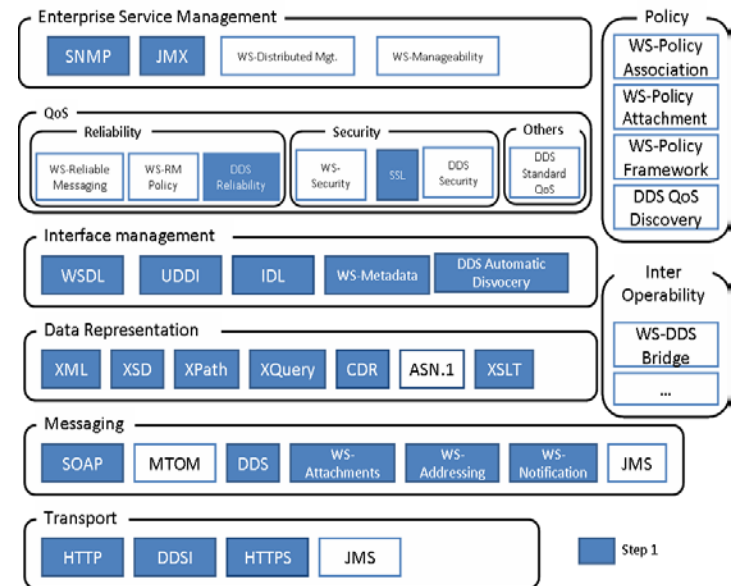 Enterprise Service Management
SNMP
JMX
WS-Distributed Mgt.
WS-Manageability
QoS
Reliability
WS-Reliable
Messaging
WS-RM
Policy
DDS
Reliability
Security
WS-
Security
SSL
DDS
Security
Others
DDS
Standard
QoS
Interface management
WSDL
UDDI
IDL
WS-Metadata
DDS Automatic
Disvocery
Data Representation
XML
XSD
XPath
XQuery
CDR
ASN.1
XSLT
Messaging
SOAP
MTOM
DDS
WS-
Attachments
WS-
Addressing
WS-
Notification
JMS
Transport
HTTP
DDSI
HTTPS
JMS
Policy
WS-Policy
Association
WS-Policy
Attachment
WS-Policy
Framework
DDS QoS
Discovery
Inter
Operability
WS-DDS
Bridge
...
Step 1